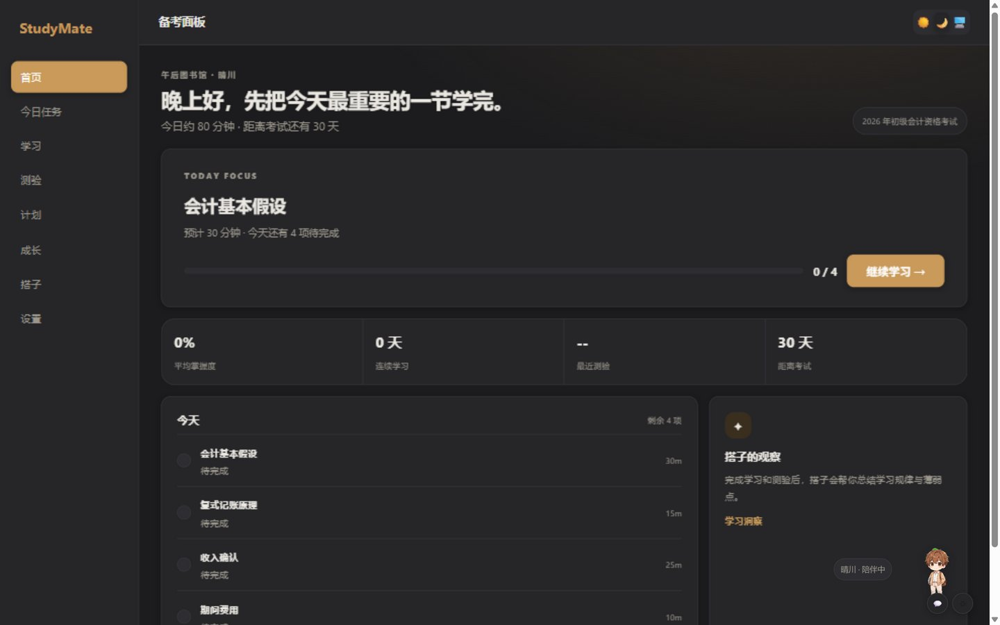 StudyMate
首页
今日任务
学习
测验
计划
成长
搭子
设置
备考面板
午后图书馆 · 晴川
晚上好，先把今天最重要的一节学完。
今日约 80 分钟 · 距离考试还有 30 天
2026 年初级会计资格考试
TODAY FOCUS
会计基本假设
预计 30 分钟 · 今天还有 4 项待完成
0 / 4
继续学习 →
0%
平均掌握度
0 天
连续学习
--
最近测验
30 天
距离考试
今天
剩余 4 项
会计基本假设
待完成
30m
复式记账原理
待完成
15m
收入确认
待完成
25m
期间费用
10m
搭子的观察
完成学习和测验后，搭子会帮你总结学习规律与薄弱
点。
学习洞察
晴川 · 陪伴中